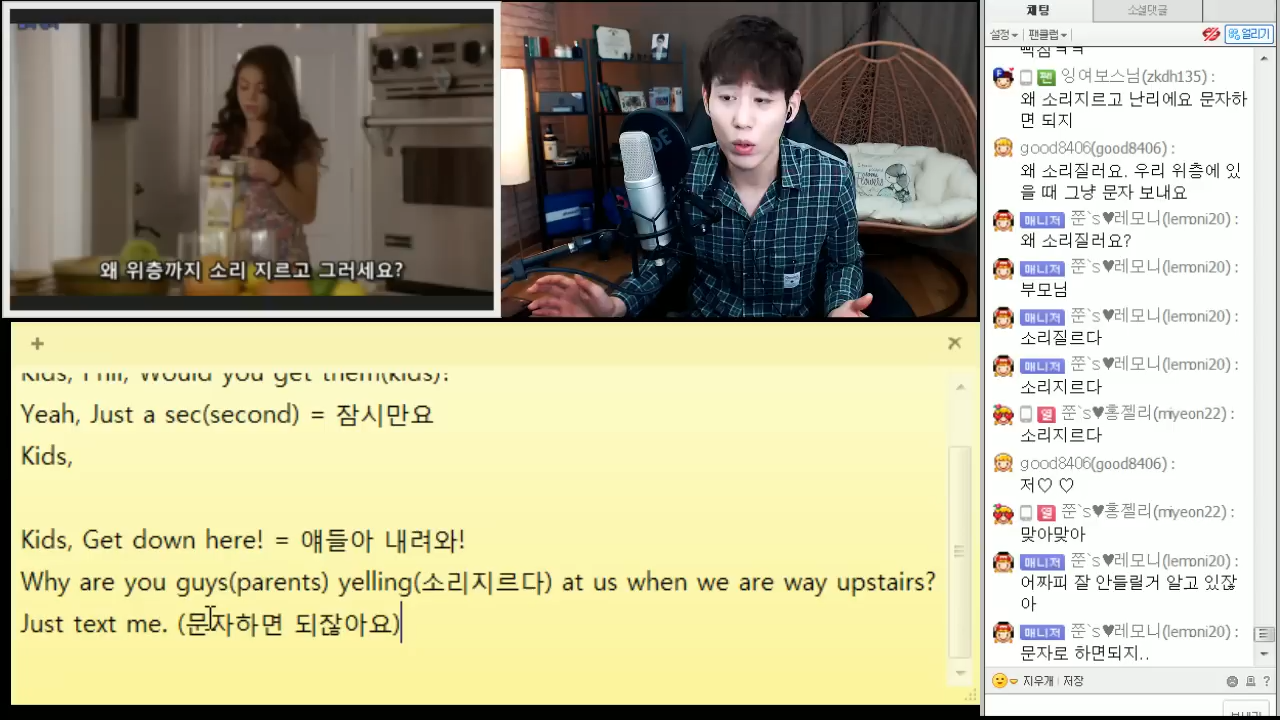 왜 위층까지 소리 지르고 그러세요?
Kids, Phil, Would you get them(kids)?
Yeah, Just a sec(second) = 잠시만요
Kids,
Kids, Get down here! = 얘들아 내려와!
Why are you guys(parents) yelling(소리지르다) at us when we are way upstairs?
Just text me. (문자하면 되잖아요)
채팅
소셜댓글
설정
팬클럽
얼리기
팬 잉여보스님(zkdh135) :
왜 소리지르고 난리에요 문자하
면 되지
good8406(good8406) :
왜 소리질러요. 우리 위층에 있
을 때 그냥 문자 보내요
매니저 쭌`s♥레모니(lemoni20) :
왜 소리질러요?
매니저 쭌`s♥레모니(lemoni20) :
부모님
매니저 쭌`s♥레모니(lemoni20) :
소리질르다
매니저 쭌`s♥레모니(lemoni20) :
소리지르다
열 쭌`s♥홍젤리(miyeon22) :
소리지르다
good8406(good8406) :
저♡ ♡
열 쭌`s♥홍젤리(miyeon22) :
맞아맞아
매니저 쭌`s♥레모니(lemoni20) :
어짜피 잘 안들릴거 알고 있잖
아
매니저 쭌`s♥레모니(lemoni20) :
문자로 하면되지..
지우개 | 저장